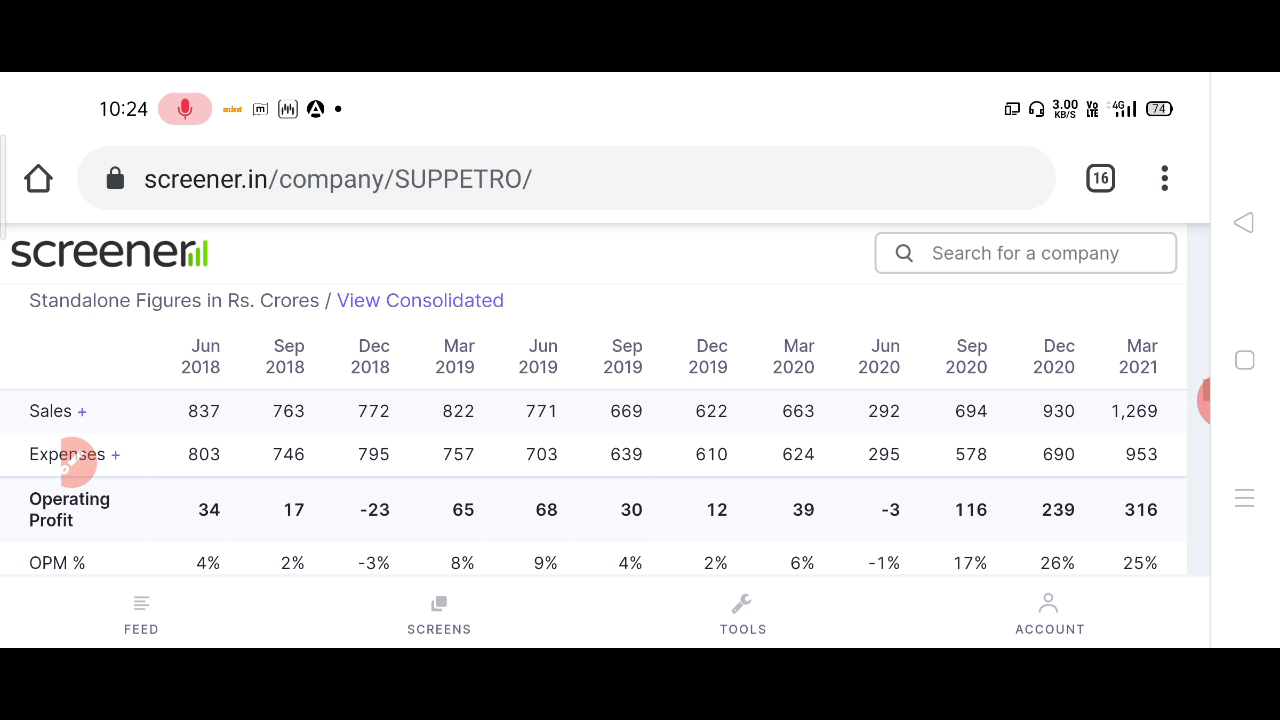 10:24 mint m 3.00 KB/S Vo LTE 4G 74
screener.in/company/SUPPETRO/ 16
screener Search for a company
Standalone Figures in Rs. Crores / View Consolidated
Jun Sep Dec Mar Jun Sep Dec Mar Jun Sep Dec Mar
2018 2018 2018 2019 2019 2019 2019 2020 2020 2020 2020 2021
Sales + 837 763 772 822 771 669 622 663 292 694 930 1,269
Expenses + 803 746 795 757 703 639 610 624 295 578 690 953
Operating
Profit 34 17 -23 65 68 30 12 39 -3 116 239 316
OPM % 4% 2% -3% 8% 9% 4% 2% 6% -1% 17% 26% 25%
FEED SCREENS TOOLS ACCOUNT